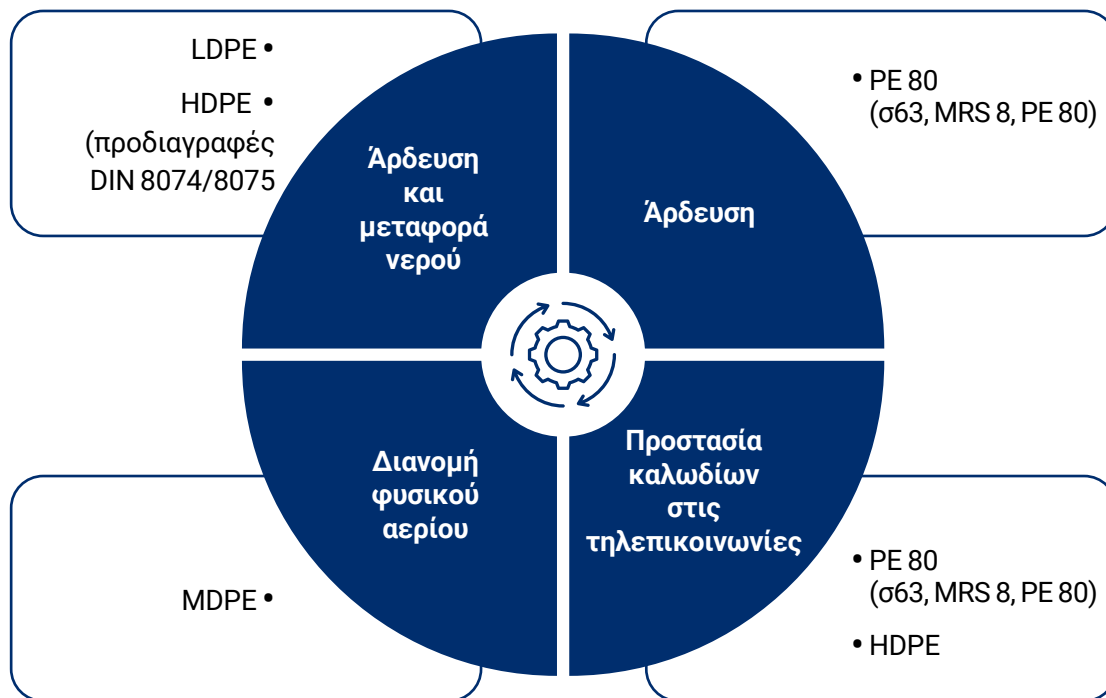 LDPE •
HDPE •
(προδιαγραφές
DIN 8074/8075
Άρδευση
και
μεταφορά
νερού
Άρδευση
• PE 80
(σ63, MRS 8, PE 80)
MDPE •
Διανομή
φυσικού
αερίου
Προστασία
καλωδίων
στις
τηλεπικοινωνίες
• PE 80
(σ63, MRS 8, PE 80)
• HDPE